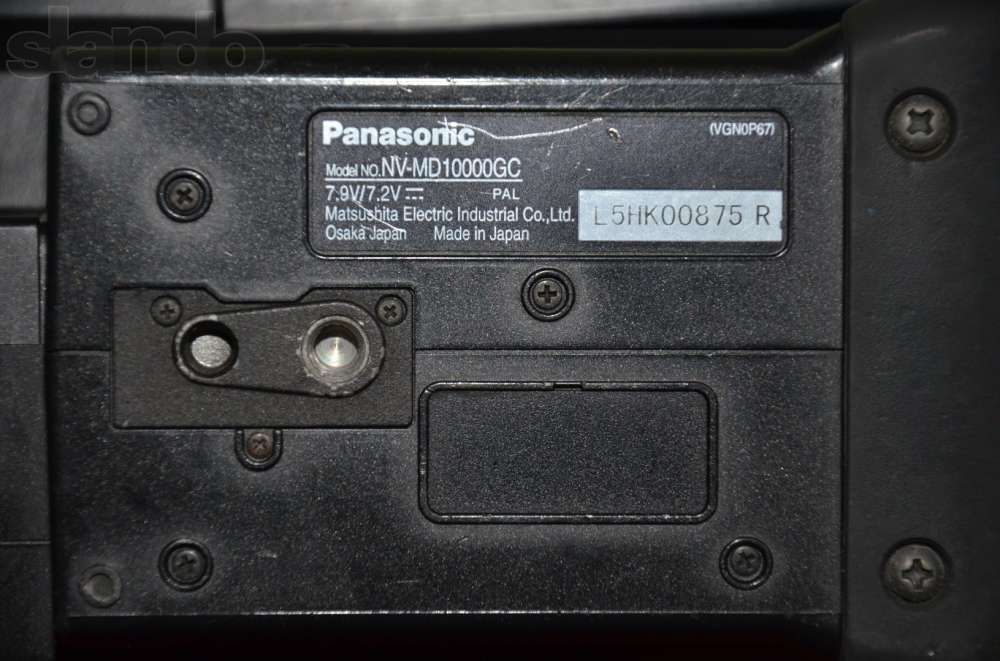 slando
Panasonic (VGN0P67)
Model NO.NV-MD10000GC
7.9V/7.2V⎓ PAL
Matsushita Electric Industrial Co.,Ltd.
Osaka Japan Made in Japan
L5HK00875 R